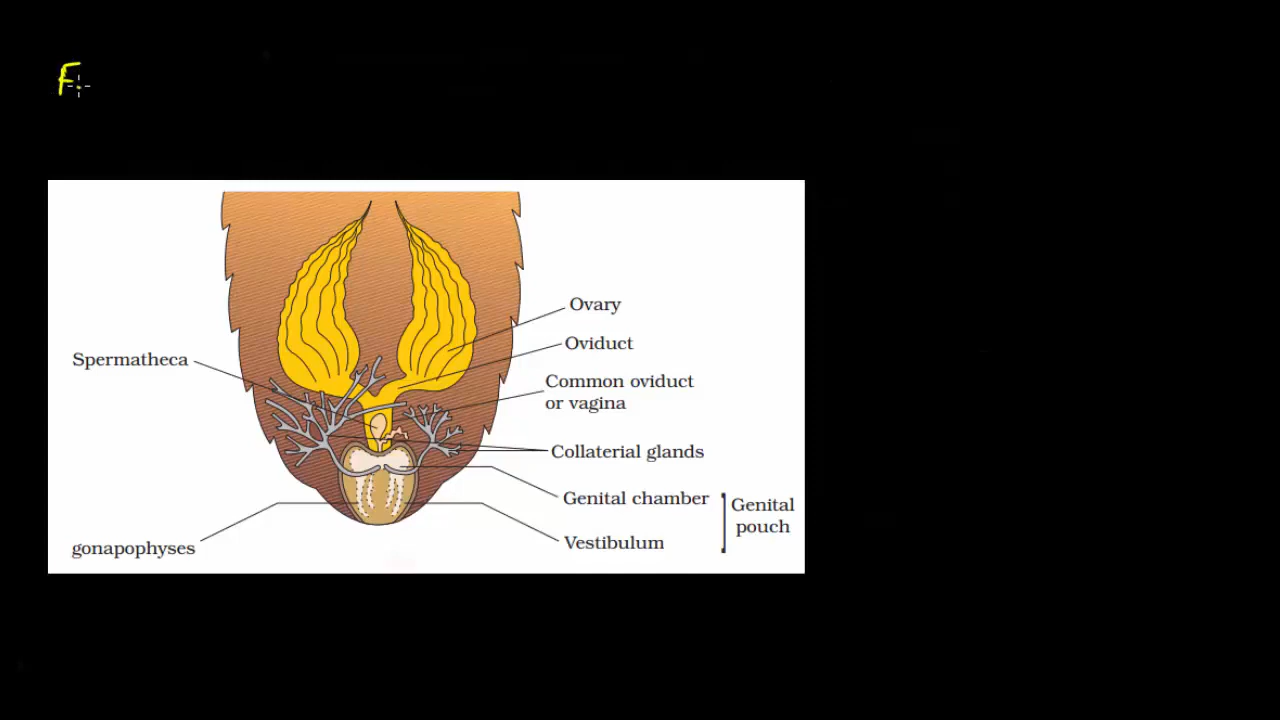 F
Ovary
Oviduct
Spermatheca
Common oviduct
or vagina
Collaterial glands
Genital chamber
Genital
pouch
Vestibulum
gonapophyses